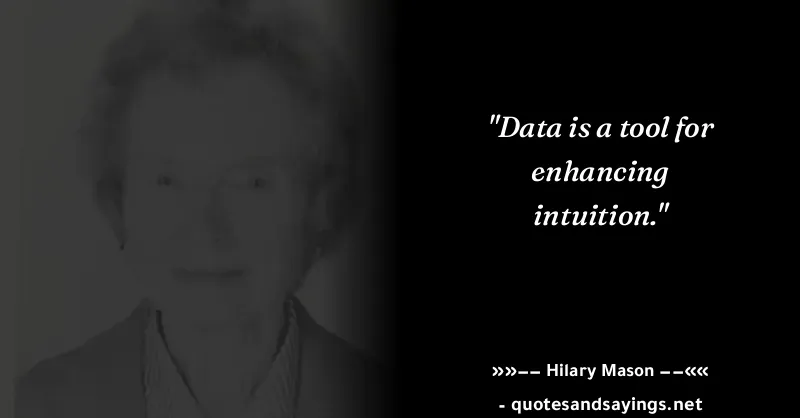 "Data is a tool for
enhancing
intuition."
»»–– Hilary Mason ––««
- quotesandsayings.net